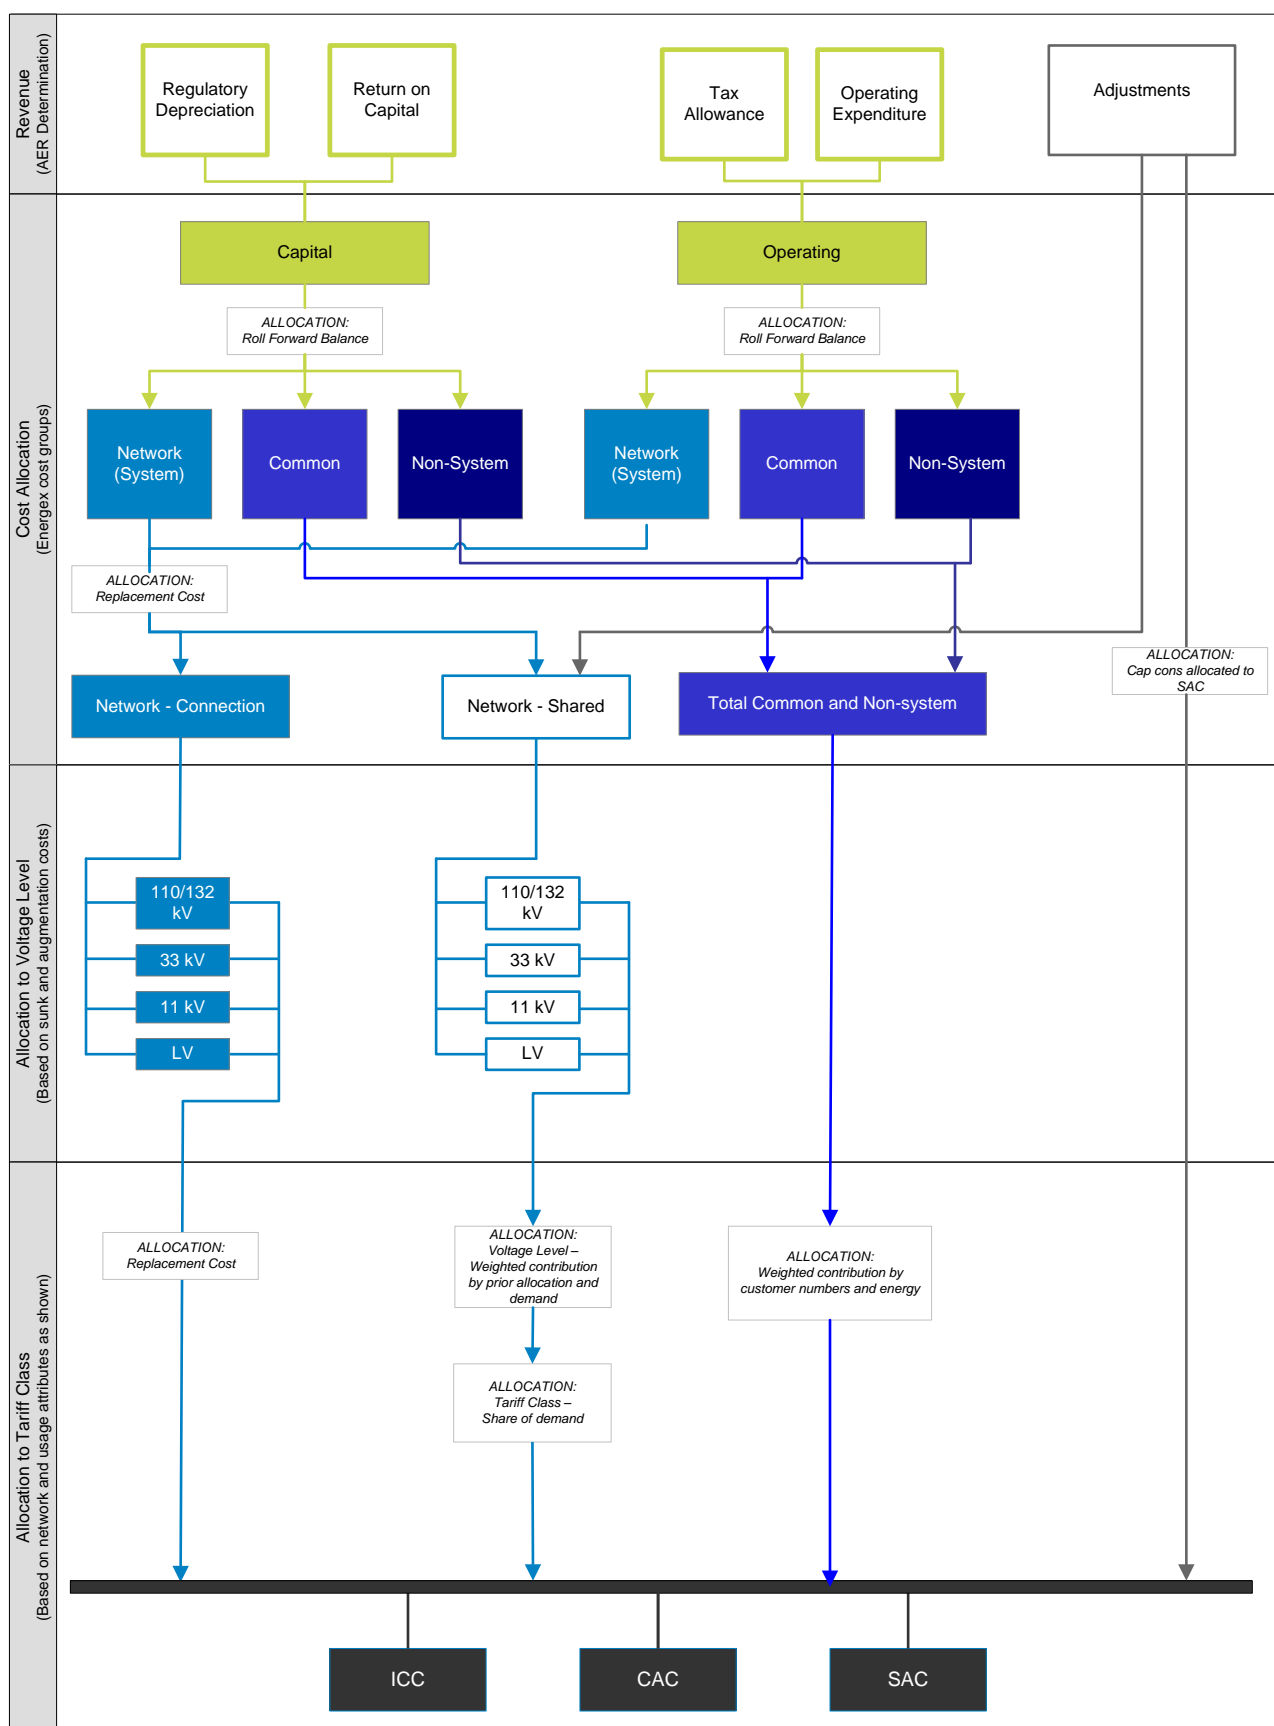 Revenue
(AER Determination)
Regulatory
Depreciation
Return on
Capital
Tax
Allowance
Operating
Expenditure
Adjustments
Cost Allocation
(Energex cost groups)
Capital
Operating
ALLOCATION:
Roll Forward Balance
ALLOCATION:
Roll Forward Balance
Network
(System)
Common
Non-System
Network
(System)
Common
Non-System
ALLOCATION:
Replacement Cost
ALLOCATION:
Cap cons allocated to
SAC
Network - Connection
Network - Shared
Total Common and Non-system
Allocation to Voltage Level
(Based on sunk and augmentation costs)
110/132
kV
33 kV
11 kV
LV
110/132
kV
33 kV
11 kV
LV
Allocation to Tariff Class
(Based on network and usage attributes as shown)
ALLOCATION:
Replacement Cost
ALLOCATION:
Voltage Level –
Weighted contribution
by prior allocation and
demand
ALLOCATION:
Weighted contribution by
customer numbers and energy
ALLOCATION:
Tariff Class –
Share of demand
ICC
CAC
SAC